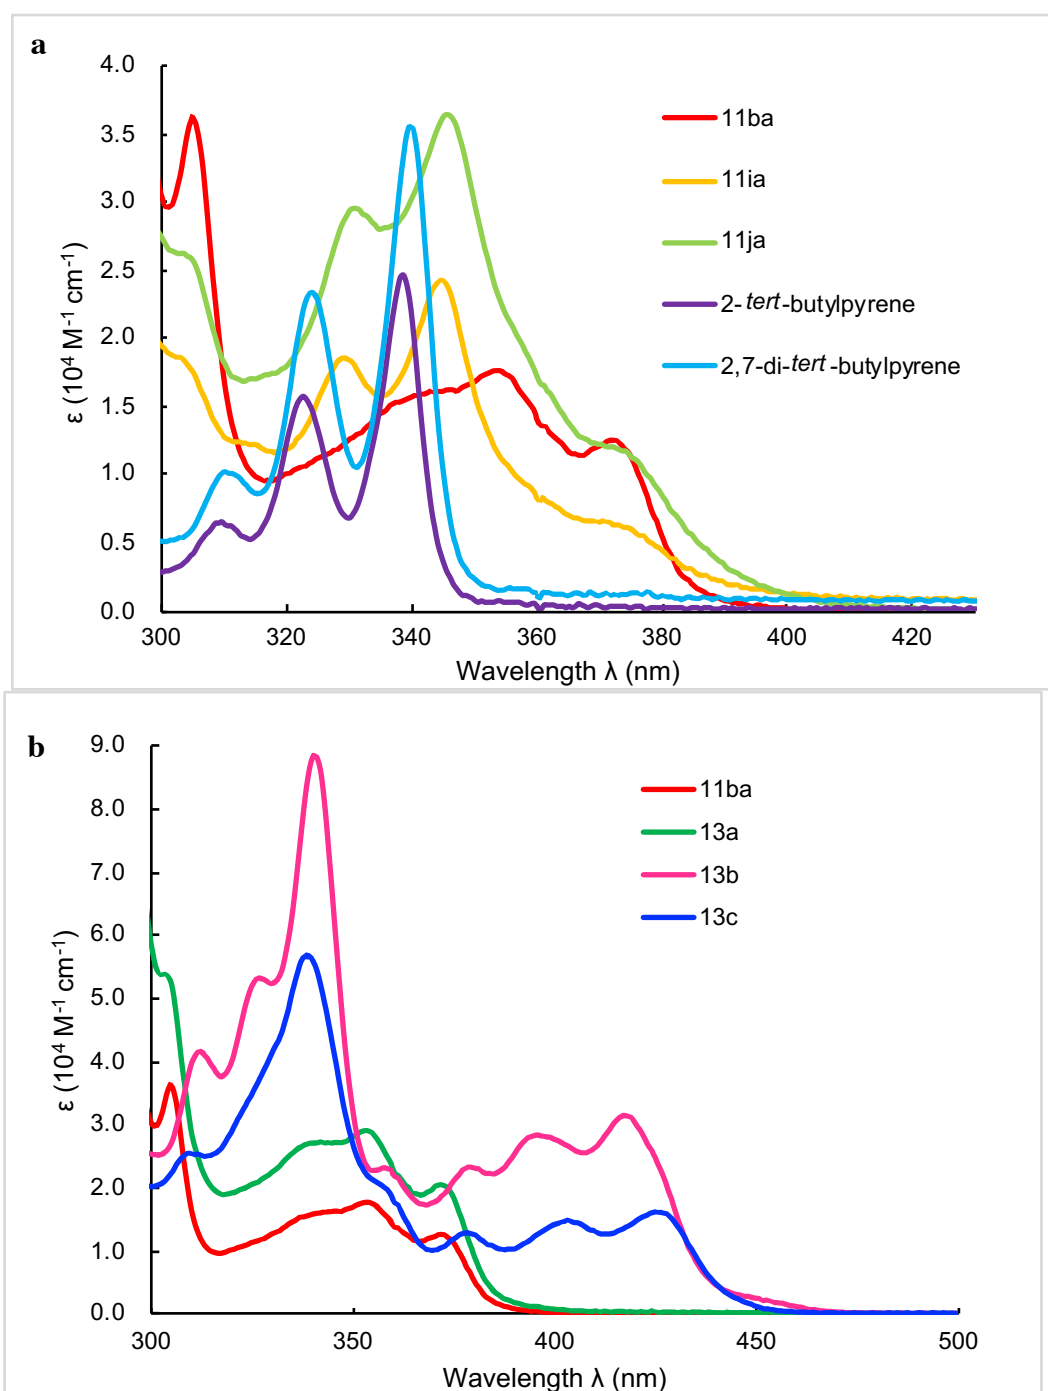 a
4.0
3.5
3.0
2.5
2.0
1.5
1.0
0.5
0.0
ε (10⁴ M⁻¹ cm⁻¹)
300 320 340 360 380 400 420
Wavelength λ (nm)
11ba
11ia
11ja
2-tert-butylpyrene
2,7-di-tert-butylpyrene
b
9.0
8.0
7.0
6.0
5.0
4.0
3.0
2.0
1.0
0.0
ε (10⁴ M⁻¹ cm⁻¹)
300 350 400 450 500
Wavelength λ (nm)
11ba
13a
13b
13c